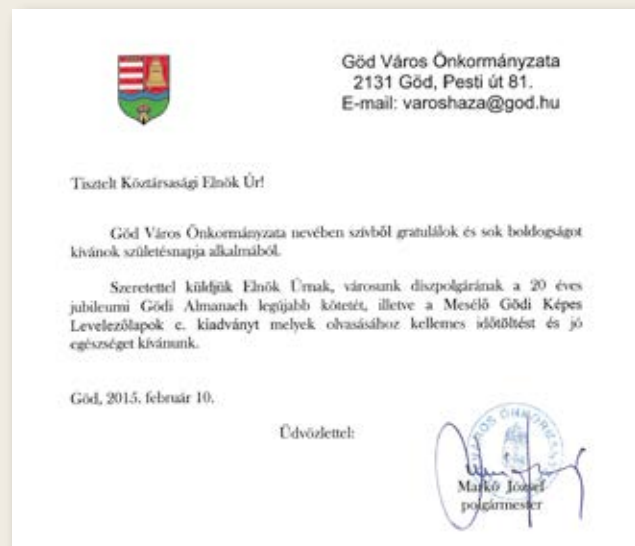 Göd Város Önkormányzata
2131 Göd, Pesti út 81.
E-mail: varoshaza@god.hu
Tisztelt Köztársasági Elnök Úr!
Göd Város Önkormányzata nevében szívből gratulálok és sok boldogságot
kívánok születésnapja alkalmából.
Szeretettel küldjük Elnök Úrnak, városunk díszpolgárának a 20 éves
jubileumi Gödi Almanach legújabb kötetét, illetve a Mesélő Gödi Képes
Levelezőlapok c. kiadványt melyek olvasásához kellemes időtöltést és jó
egészséget kívánunk.
Göd, 2015. február 10.
Üdvözlettel:
VÁROS ÖNKORMÁNY
Markó József
polgármester